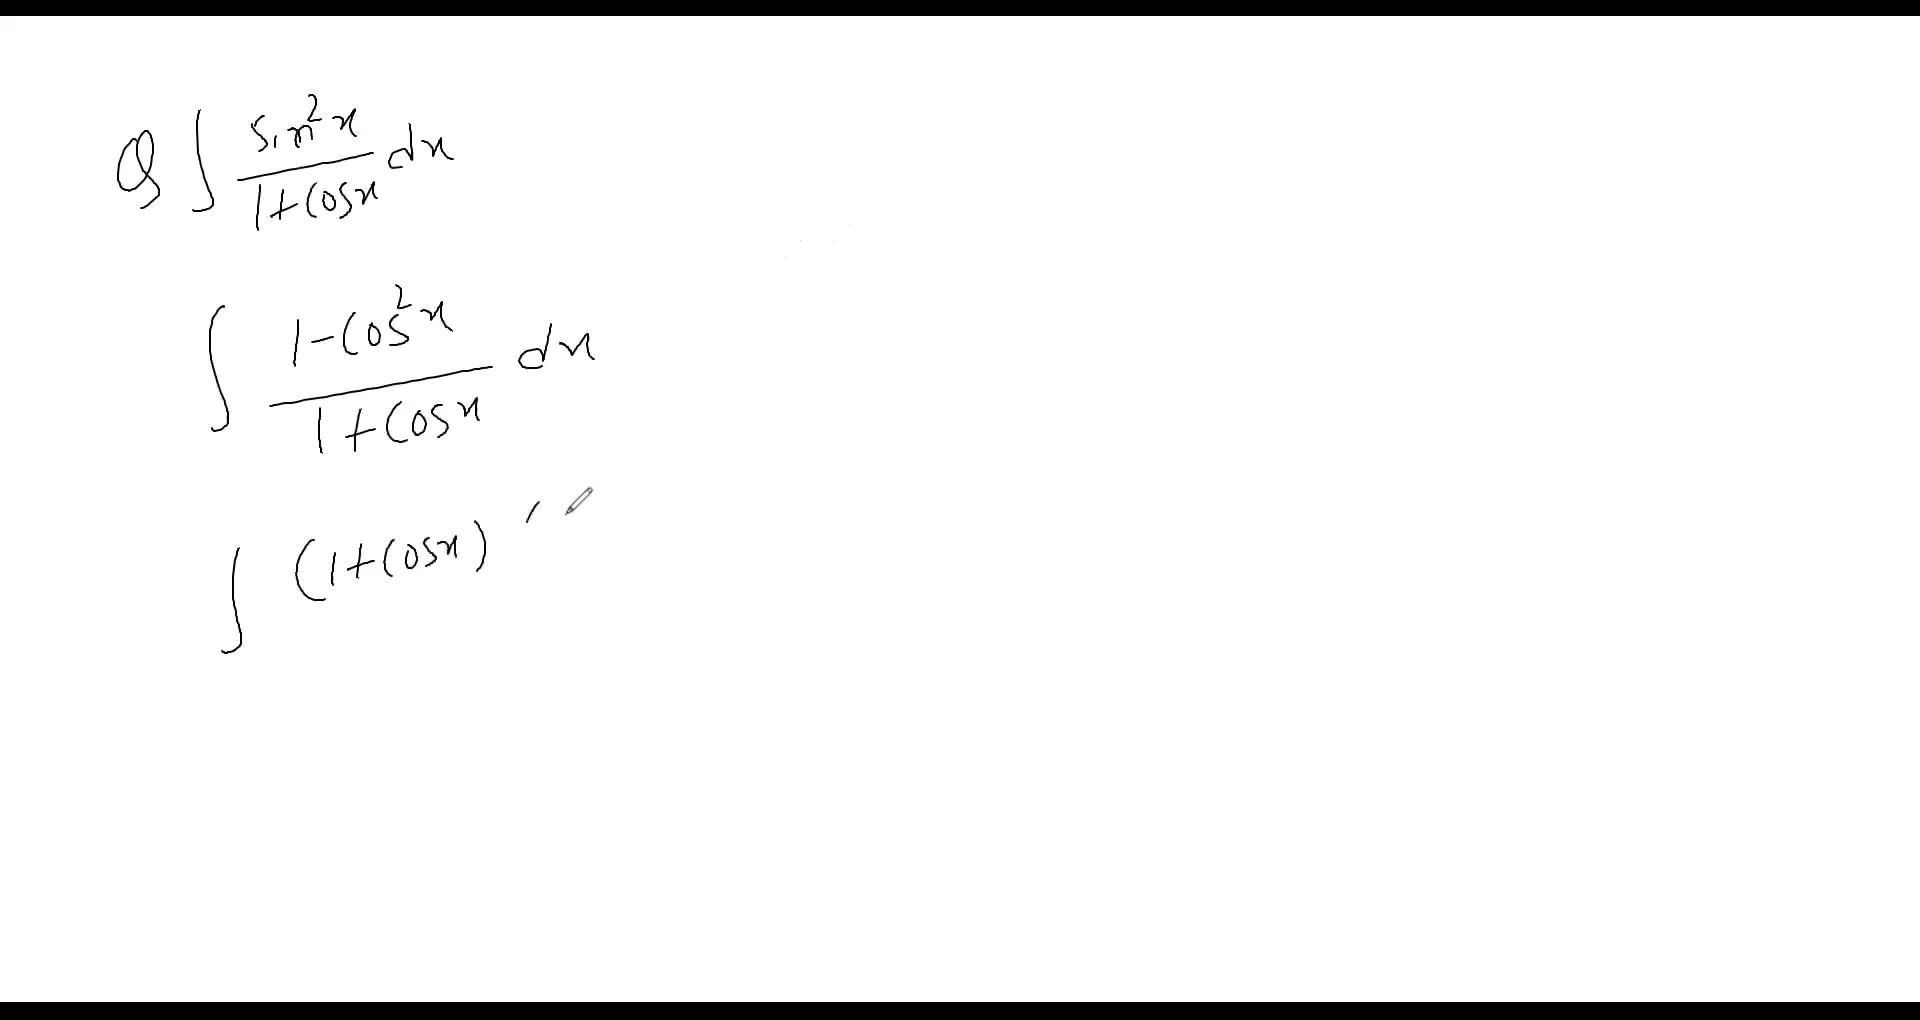 Q ∫ sin²x / 1+cosx dx
∫ 1-cos²x / 1+cosx dx
∫ (1+cosx)